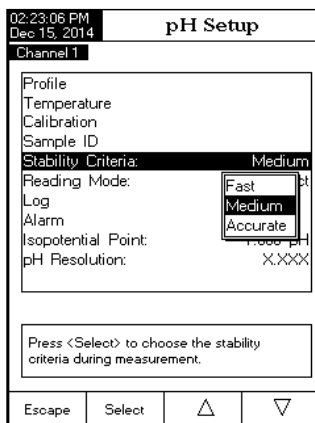 02:23:06 PM
Dec 15, 2014
pH Setup
Channel 1
Profile
Temperature
Calibration
Sample ID
Stability Criteria: Medium
Reading Mode: ct
Log
Alarm
Isopotential Point: pH
pH Resolution: X.XXX
Fast
Medium
Accurate
Press <Select> to choose the stability
criteria during measurement.
Escape Select △ ▽